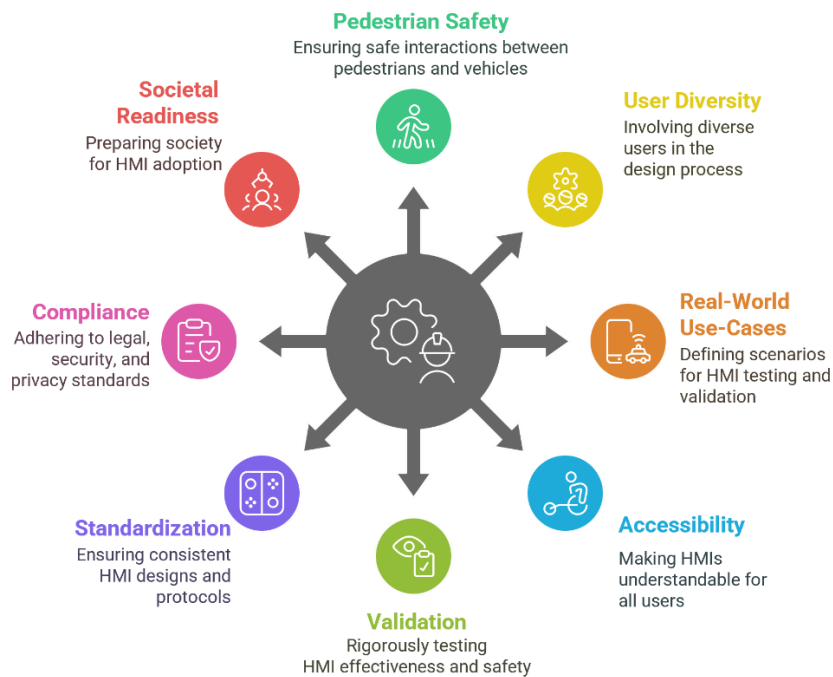 Pedestrian Safety
Ensuring safe interactions between
pedestrians and vehicles
User Diversity
Involving diverse
users in the
design process
Real-World
Use-Cases
Defining scenarios
for HMI testing and
validation
Accessibility
Making HMIs
understandable for
all users
Validation
Rigorously testing
HMI effectiveness and safety
Standardization
Ensuring consistent
HMI designs and
protocols
Compliance
Adhering to legal,
security, and
privacy standards
Societal
Readiness
Preparing society
for HMI adoption